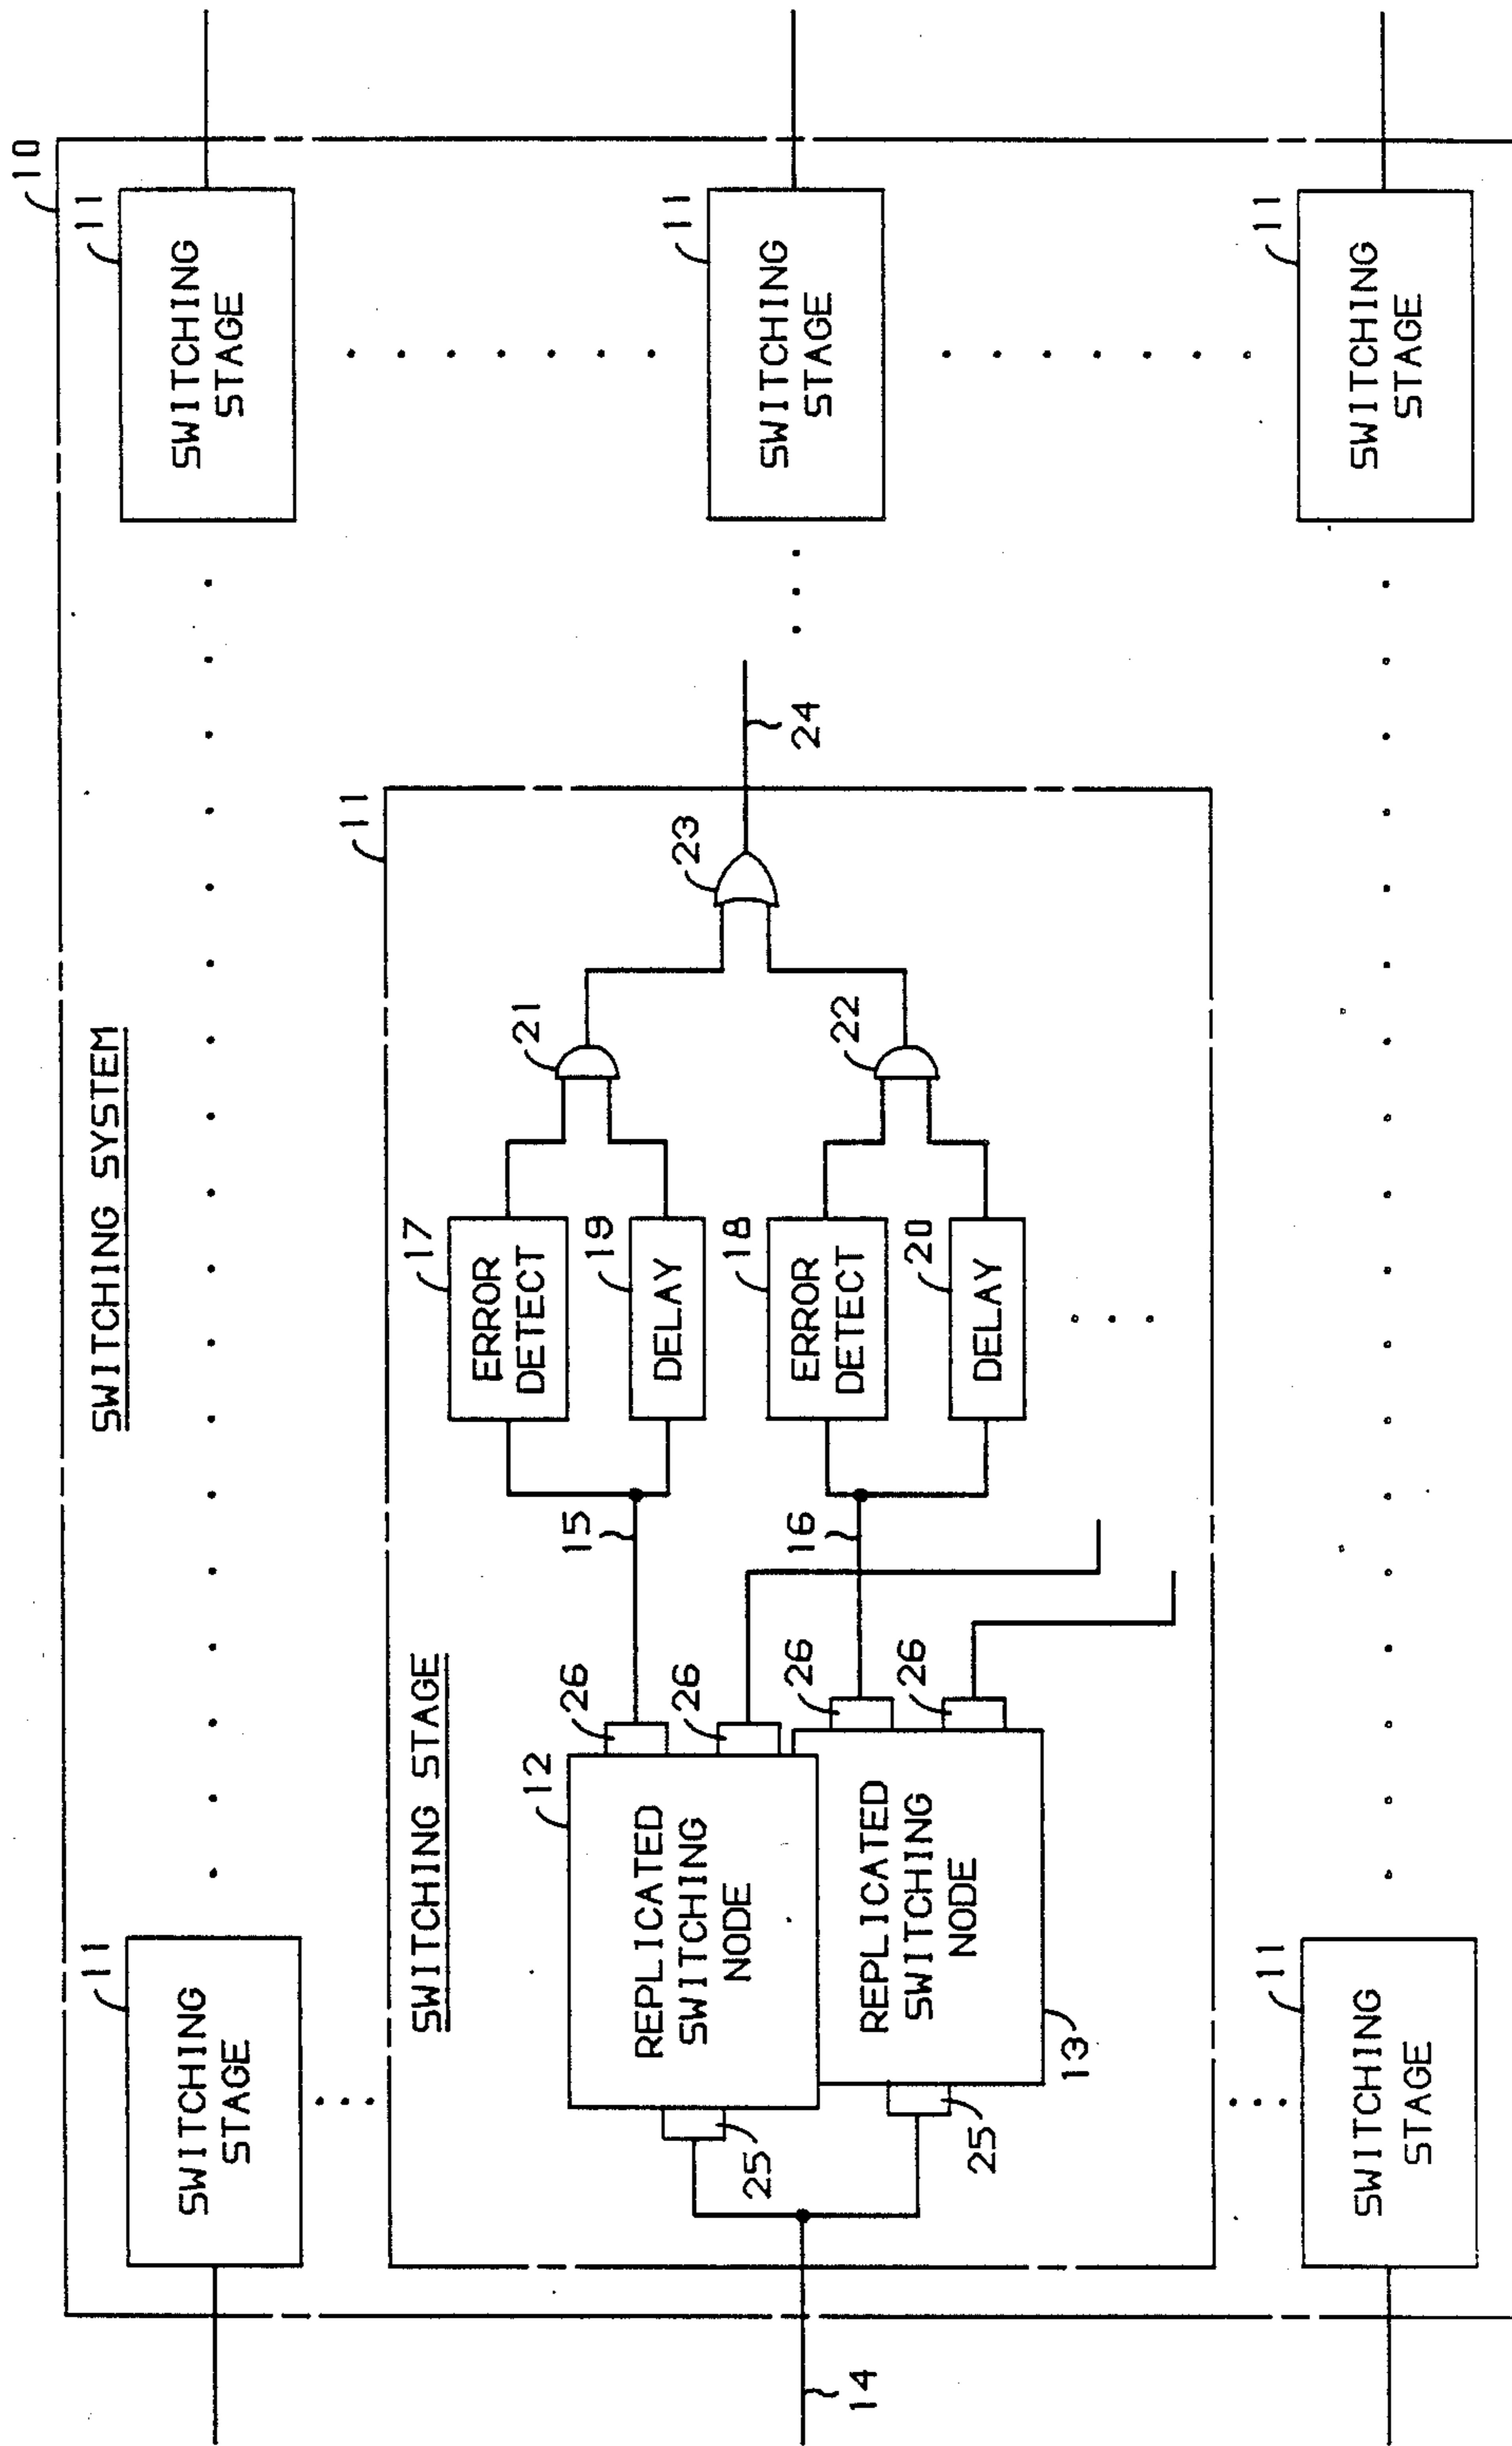 10
SWITCHING SYSTEM
11
SWITCHING
STAGE
11
SWITCHING
STAGE
SWITCHING STAGE
11
14
25
25
12
REPLICATED
SWITCHING
NODE
REPLICATED
SWITCHING
NODE
13
26
26
26
26
15
16
17
ERROR
DETECT
19
DELAY
18
ERROR
DETECT
20
DELAY
21
22
23
24
11
SWITCHING
STAGE
11
SWITCHING
STAGE
11
SWITCHING
STAGE